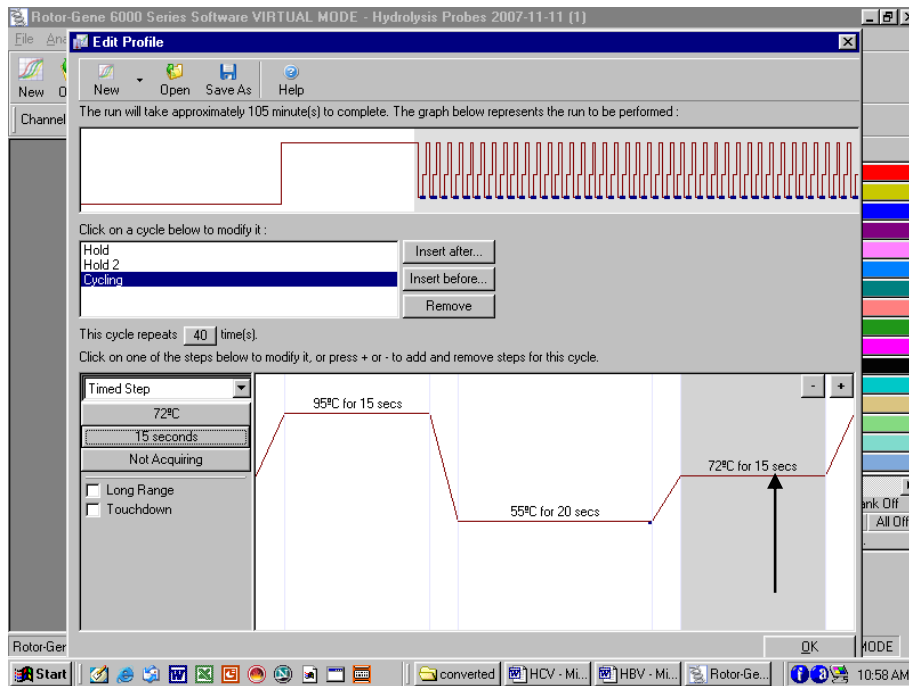 Rotor-Gene 6000 Series Software VIRTUAL MODE - Hydrolysis Probes 2007-11-11 (1)
File Ana
Edit Profile
New O
New Open Save As Help
Channel
The run will take approximately 105 minute(s) to complete. The graph below represents the run to be performed :
Click on a cycle below to modify it :
Hold
Hold 2
Cycling
Insert after...
Insert before...
Remove
This cycle repeats 40 time(s).
Click on one of the steps below to modify it, or press + or - to add and remove steps for this cycle.
Timed Step
72ºC
15 seconds
Not Acquiring
Long Range
Touchdown
95ºC for 15 secs
55ºC for 20 secs
72ºC for 15 secs
- +
ank Off
All Off
OK
Rotor-Ger
MODE
Start
converted
HCV - Mi...
HBV - Mi...
Rotor-Ge...
10:58 AM